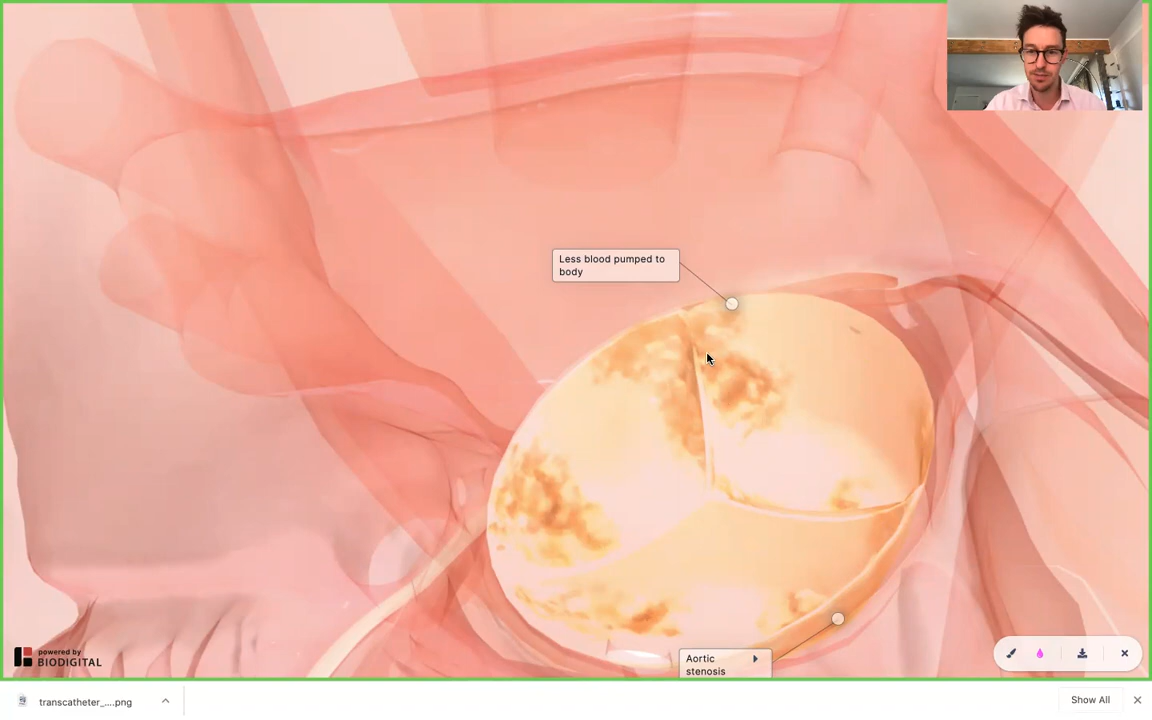 Less blood pumped to
body
Aortic
stenosis
powered by
BIODIGITAL
transcatheter_....png
Show All